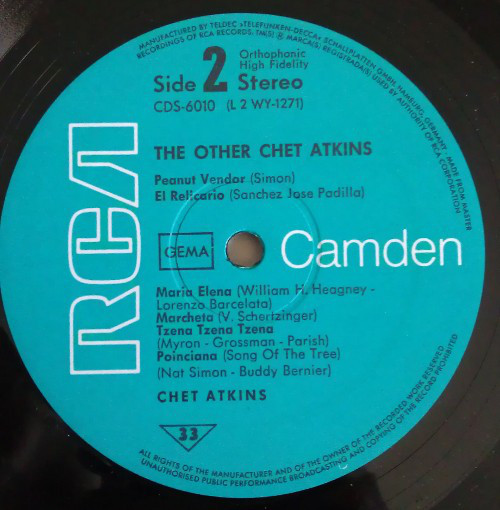 MANUFACTURED BY TELDEC »TELEFUNKEN-DECCA« SCHALLPLATTEN GMBH, HAMBURG, GERMANY, MADE FROM MASTER
RECORDINGS OF RCA RECORDS; TM(S) ® MARCA(S) REGISTRADA(S) USED BY AUTHORITY OF RCA CORPORATION
Orthophonic
High Fidelity
Side 2 Stereo
CDS-6010 (L 2 WY-1271)
RCA
THE OTHER CHET ATKINS
Peanut Vendor (Simon)
El Relicario (Sanchez Jose Padilla)
GEMA
Camden
Maria Elena (William H. Heagney -
Lorenzo Barcelata)
Marcheta (V. Schertzinger)
Tzena Tzena Tzena
(Myron - Grossman - Parish)
Poinciana (Song Of The Tree)
(Nat Simon - Buddy Bernier)
CHET ATKINS
33
ALL RIGHTS OF THE MANUFACTURER AND OF THE OWNER OF THE RECORDED WORK RESERVED
UNAUTHORISED PUBLIC PERFORMANCE BROADCASTING AND COPYING OF THE RECORD PROHIBITED